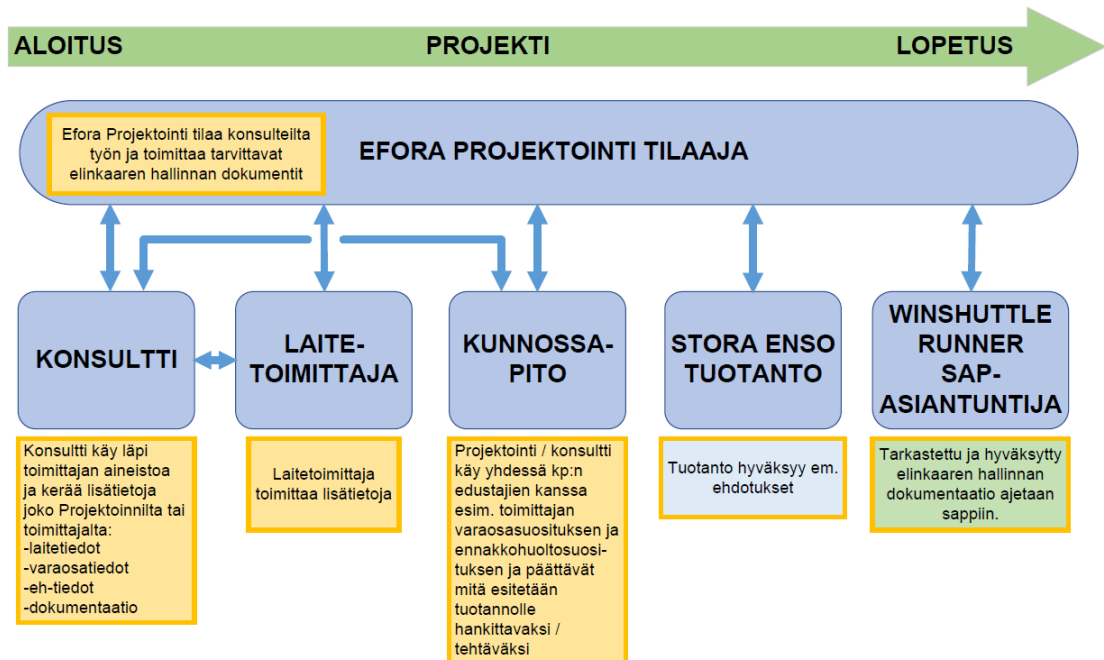 ALOITUS
PROJEKTI
LOPETUS
Efora Projektointi tilaa konsulteilta
työn ja toimittaa tarvittavat
elinkaaren hallinnan dokumentit
EFORA PROJEKTOINTI TILAAJA
KONSULTTI
LAITE-
TOIMITTAJA
KUNNOSSA-
PITO
STORA ENSO
TUOTANTO
WINSHUTTLE
RUNNER
SAP-
ASIANTUNTIJA
Konsultti käy läpi
toimittajan aineistoa
ja kerää lisätietoja
joko Projektoinnilta tai
toimittajalta:
-laitetiedot
-varaosatiedot
-eh-tiedot
-dokumentaatio
Laitetoimittaja
toimittaa lisätietoja
Projektointi / konsultti
käy yhdessä kp:n
edustajien kanssa
esim. toimittajan
varaosasuosituksen ja
ennakkohuoltosuosi-
tuksen ja päättävät
mitä esitetään
tuotannolle
hankittavaksi /
tehtäväksi
Tuotanto hyväksyy em.
ehdotukset
Tarkastettu ja hyväksytty
elinkaaren hallinnan
dokumentaatio ajetaan
sappiin.